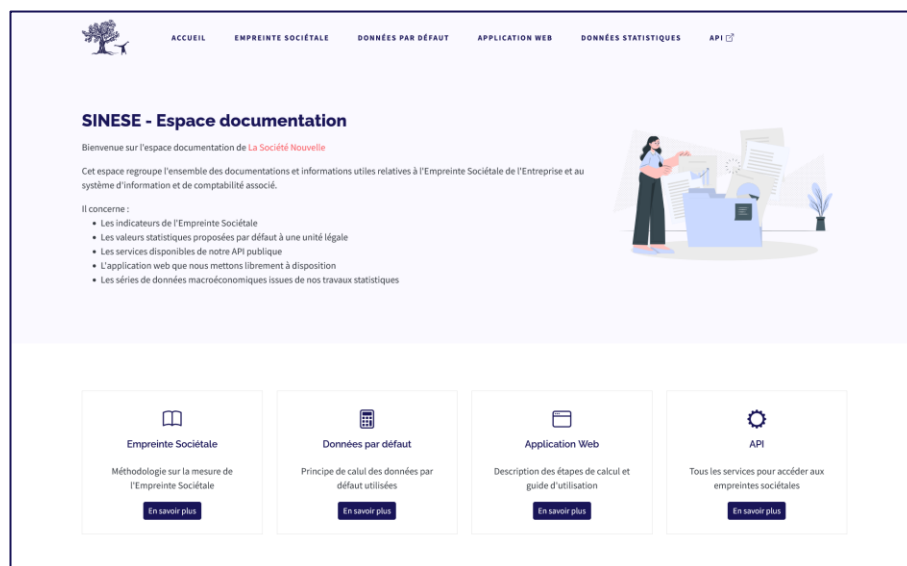 ACCUEIL EMPREINTE SOCIÉTALE DONNÉES PAR DÉFAUT APPLICATION WEB DONNÉES STATISTIQUES API
SINESE - Espace documentation
Bienvenue sur l'espace documentation de La Société Nouvelle
Cet espace regroupe l'ensemble des documentations et informations utiles relatives à l'Empreinte Sociétale de l'Entreprise et au
système d'information et de comptabilité associé.
Il concerne :
• Les indicateurs de l'Empreinte Sociétale
• Les valeurs statistiques proposées par défaut à une unité légale
• Les services disponibles de notre API publique
• L'application web que nous mettons librement à disposition
• Les séries de données macroéconomiques issues de nos travaux statistiques
Empreinte Sociétale
Méthodologie sur la mesure de
l'Empreinte Sociétale
En savoir plus
Données par défaut
Principe de calul des données par
défaut utilisées
En savoir plus
Application Web
Description des étapes de calcul et
guide d'utilisation
En savoir plus
API
Tous les services pour accéder aux
empreintes sociétales
En savoir plus